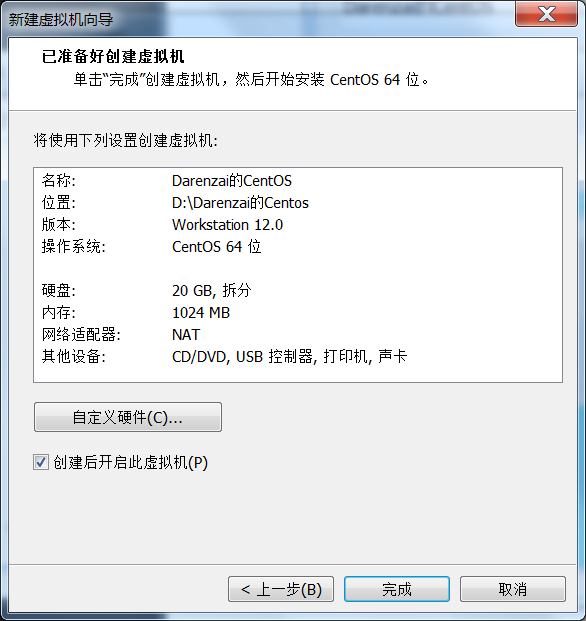 新建虚拟机向导
已准备好创建虚拟机
单击“完成”创建虚拟机，然后开始安装 CentOS 64 位。
将使用下列设置创建虚拟机:
名称: Darenzai的CentOS
位置: D:\Darenzai的Centos
版本: Workstation 12.0
操作系统: CentOS 64 位
硬盘: 20 GB, 拆分
内存: 1024 MB
网络适配器: NAT
其他设备: CD/DVD, USB 控制器, 打印机, 声卡
自定义硬件(C)...
创建后开启此虚拟机(P)
< 上一步(B) 完成 取消